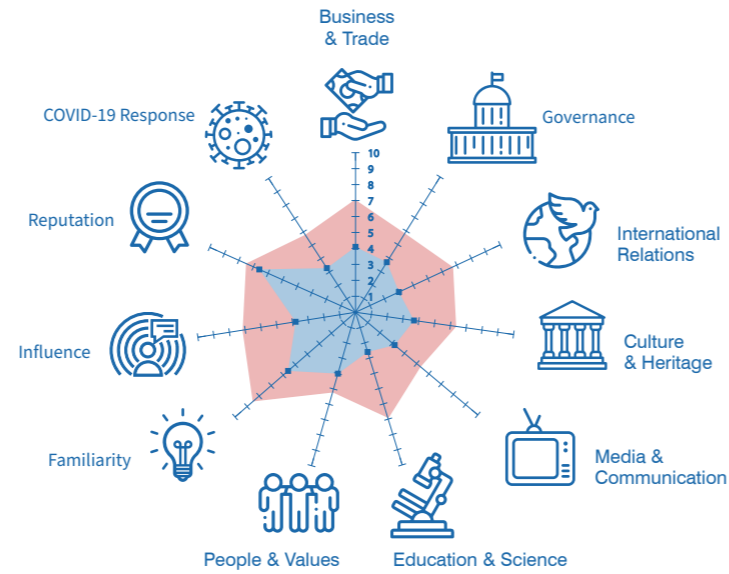 Business
& Trade
COVID-19 Response
Governance
10
9
8
7
6
5
4
3
2
1
Reputation
International
Relations
Influence
Culture
& Heritage
Familiarity
Media &
Communication
People & Values
Education & Science